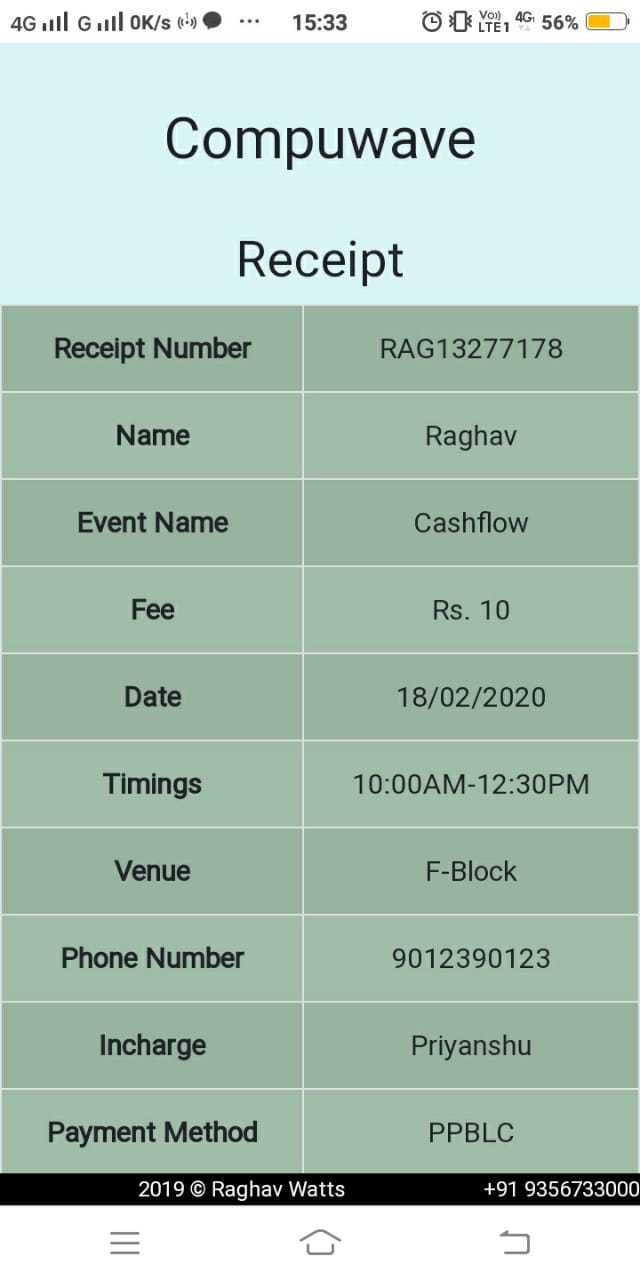 4G G 0K/s ... 15:33 Vo)) LTE1 4G 56%
Compuwave
Receipt
Receipt Number RAG13277178
Name Raghav
Event Name Cashflow
Fee Rs. 10
Date 18/02/2020
Timings 10:00AM-12:30PM
Venue F-Block
Phone Number 9012390123
Incharge Priyanshu
Payment Method PPBLC
2019 © Raghav Watts +91 9356733000